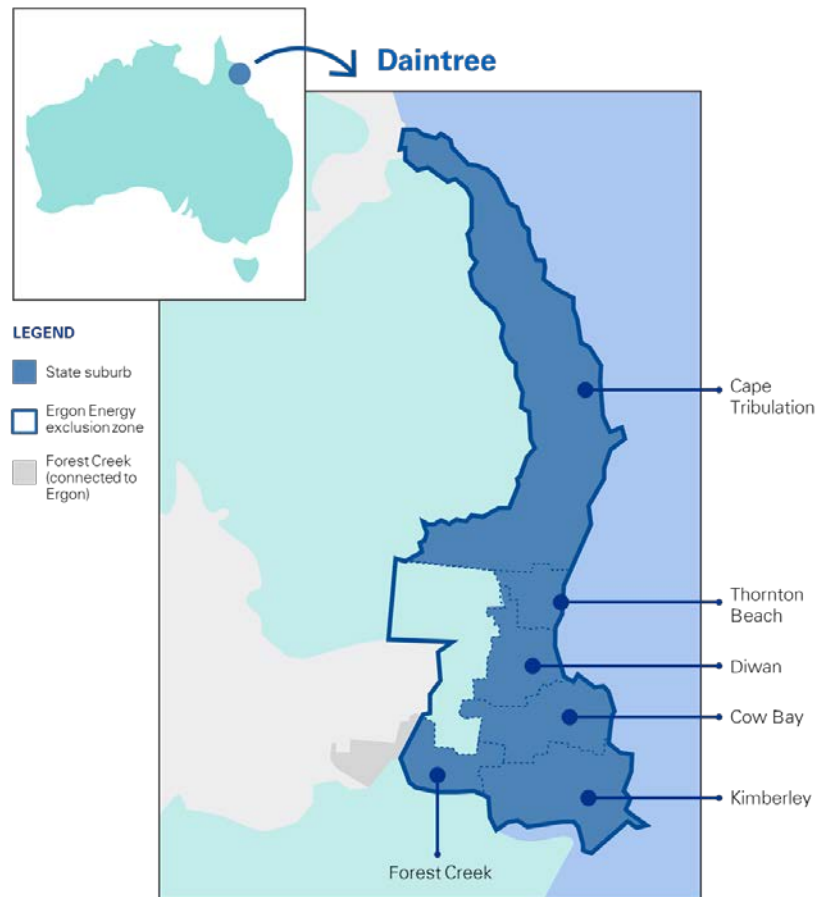 Daintree
LEGEND
State suburb
Ergon Energy
exclusion zone
Forest Creek
(connected to
Ergon)
Cape
Tribulation
Thornton
Beach
Diwan
Cow Bay
Kimberley
Forest Creek